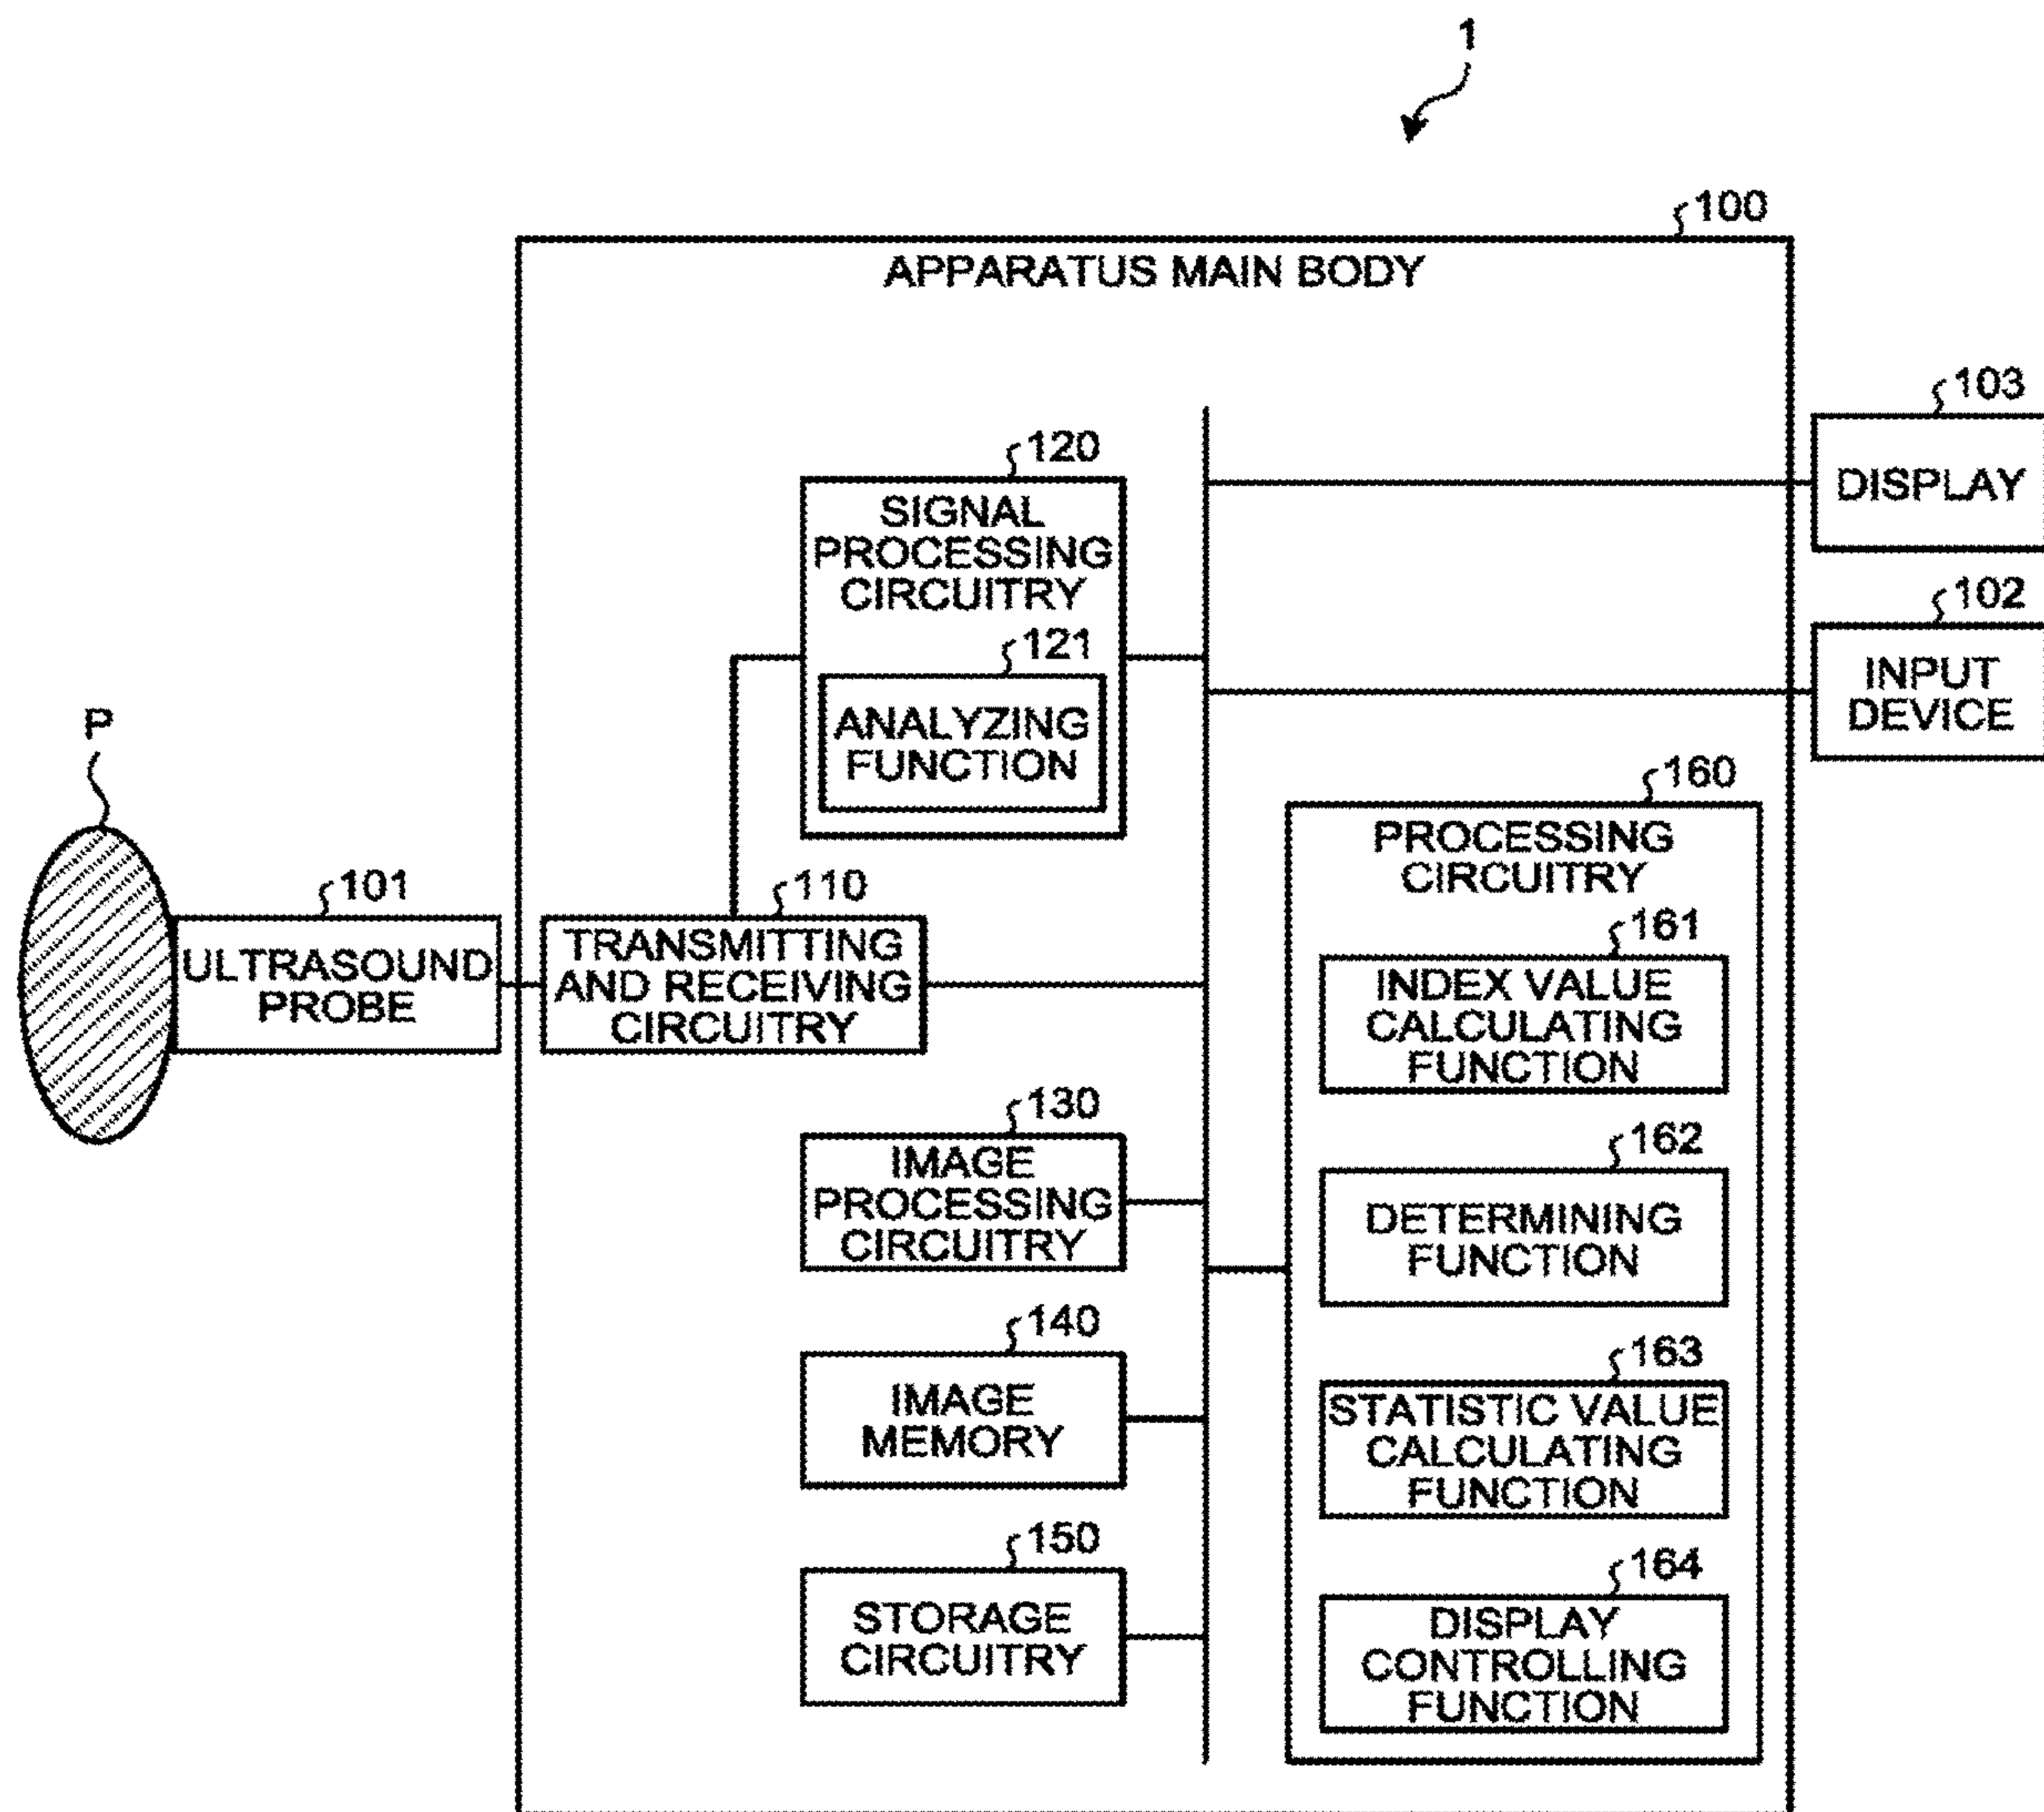 1
100
APPARATUS MAIN BODY
103
DISPLAY
102
INPUT
DEVICE
120
SIGNAL
PROCESSING
CIRCUITRY
121
ANALYZING
FUNCTION
P
101
ULTRASOUND
PROBE
110
TRANSMITTING
AND RECEIVING
CIRCUITRY
130
IMAGE
PROCESSING
CIRCUITRY
140
IMAGE
MEMORY
150
STORAGE
CIRCUITRY
160
PROCESSING
CIRCUITRY
161
INDEX VALUE
CALCULATING
FUNCTION
162
DETERMINING
FUNCTION
163
STATISTIC VALUE
CALCULATING
FUNCTION
164
DISPLAY
CONTROLLING
FUNCTION